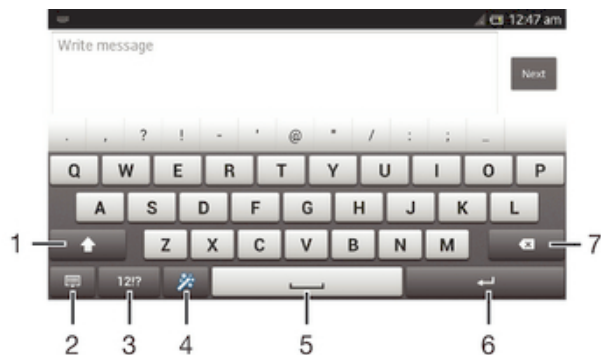 12:47 am
Write message
Next
. , ? ! - ' @ " / : ; _
Q W E R T Y U I O P
A S D F G H J K L
1 Z X C V B N M 7
12!?
2 3 4 5 6